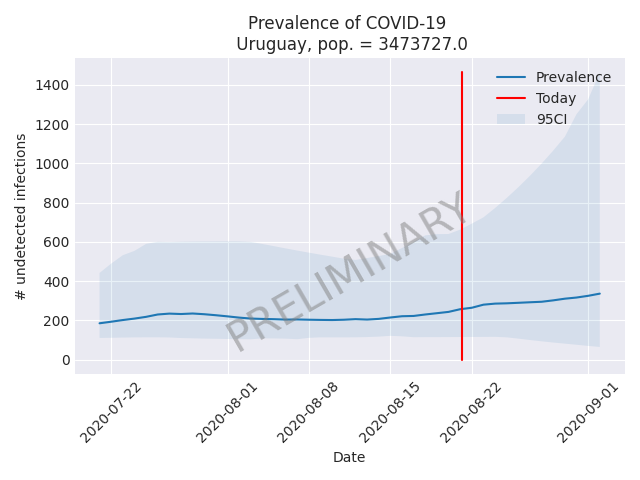 Prevalence of COVID-19
Uruguay, pop. = 3473727.0
# undetected infections
1400
1200
1000
800
600
400
200
0
Prevalence
Today
95CI
PRELIMINARY
2020-07-22
2020-08-01
2020-08-08
2020-08-15
2020-08-22
2020-09-01
Date